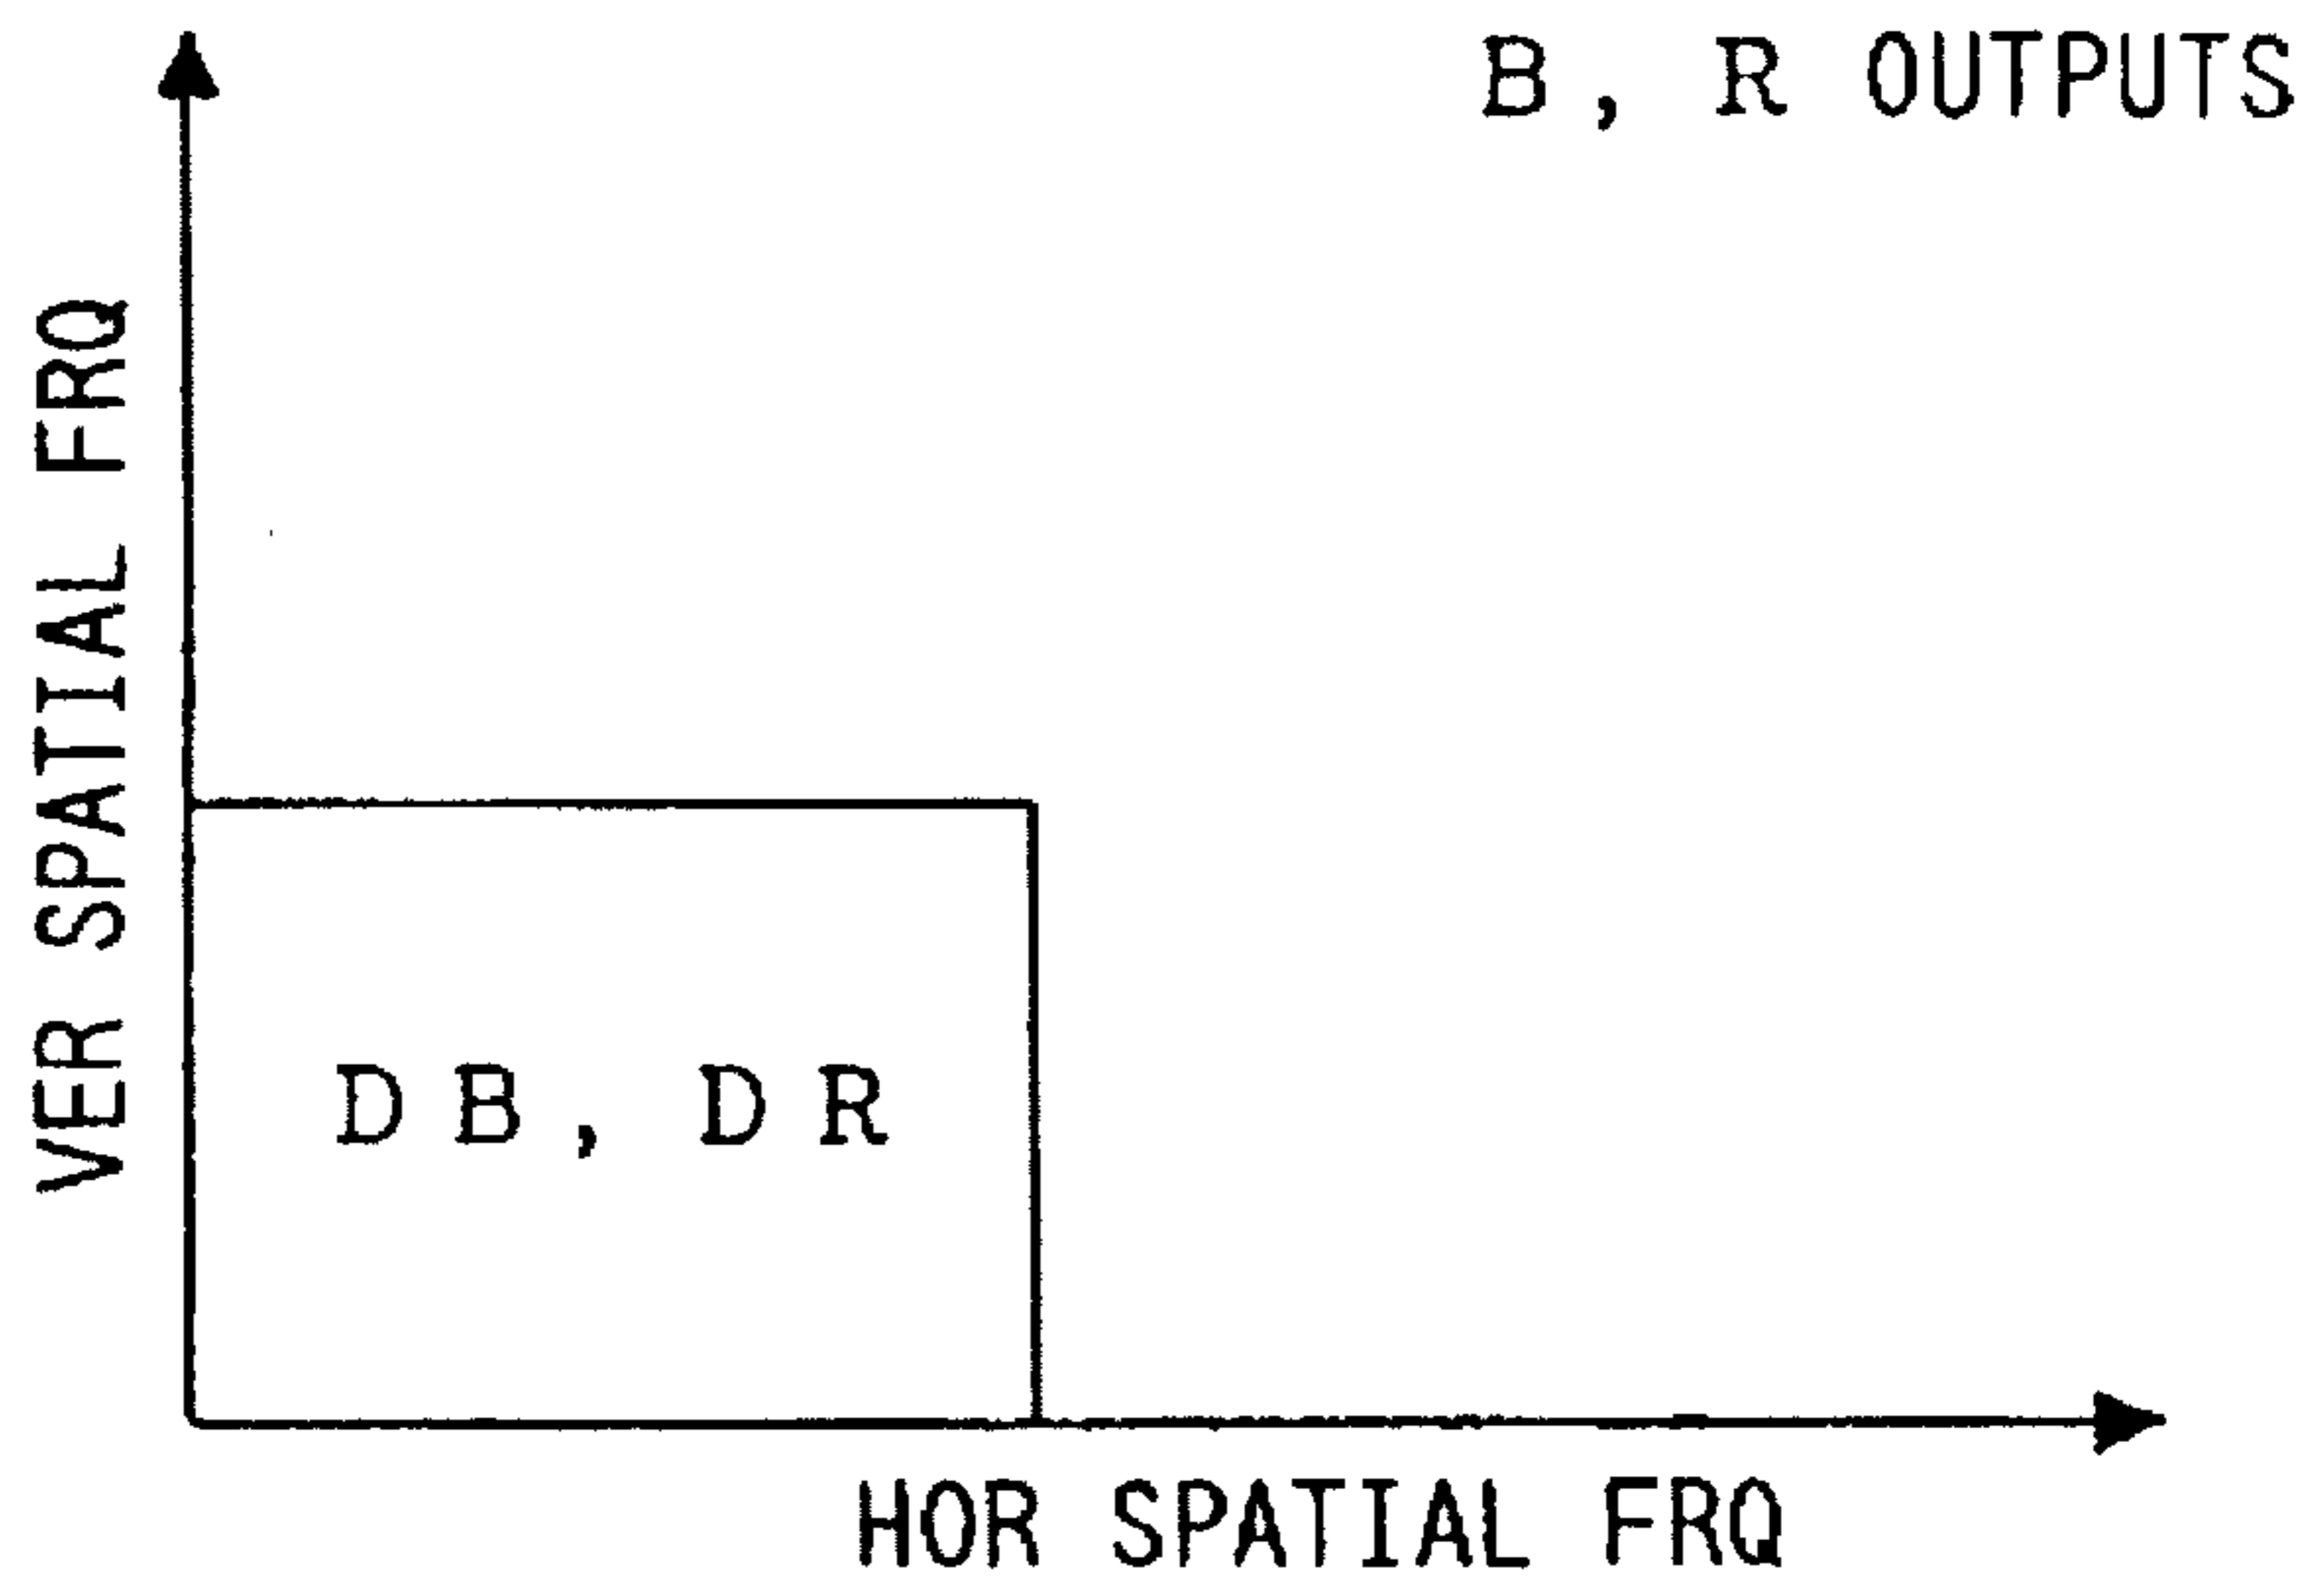 B, R OUTPUTS
VER SPATIAL FRQ
DB, DR
HOR SPATIAL FRQ